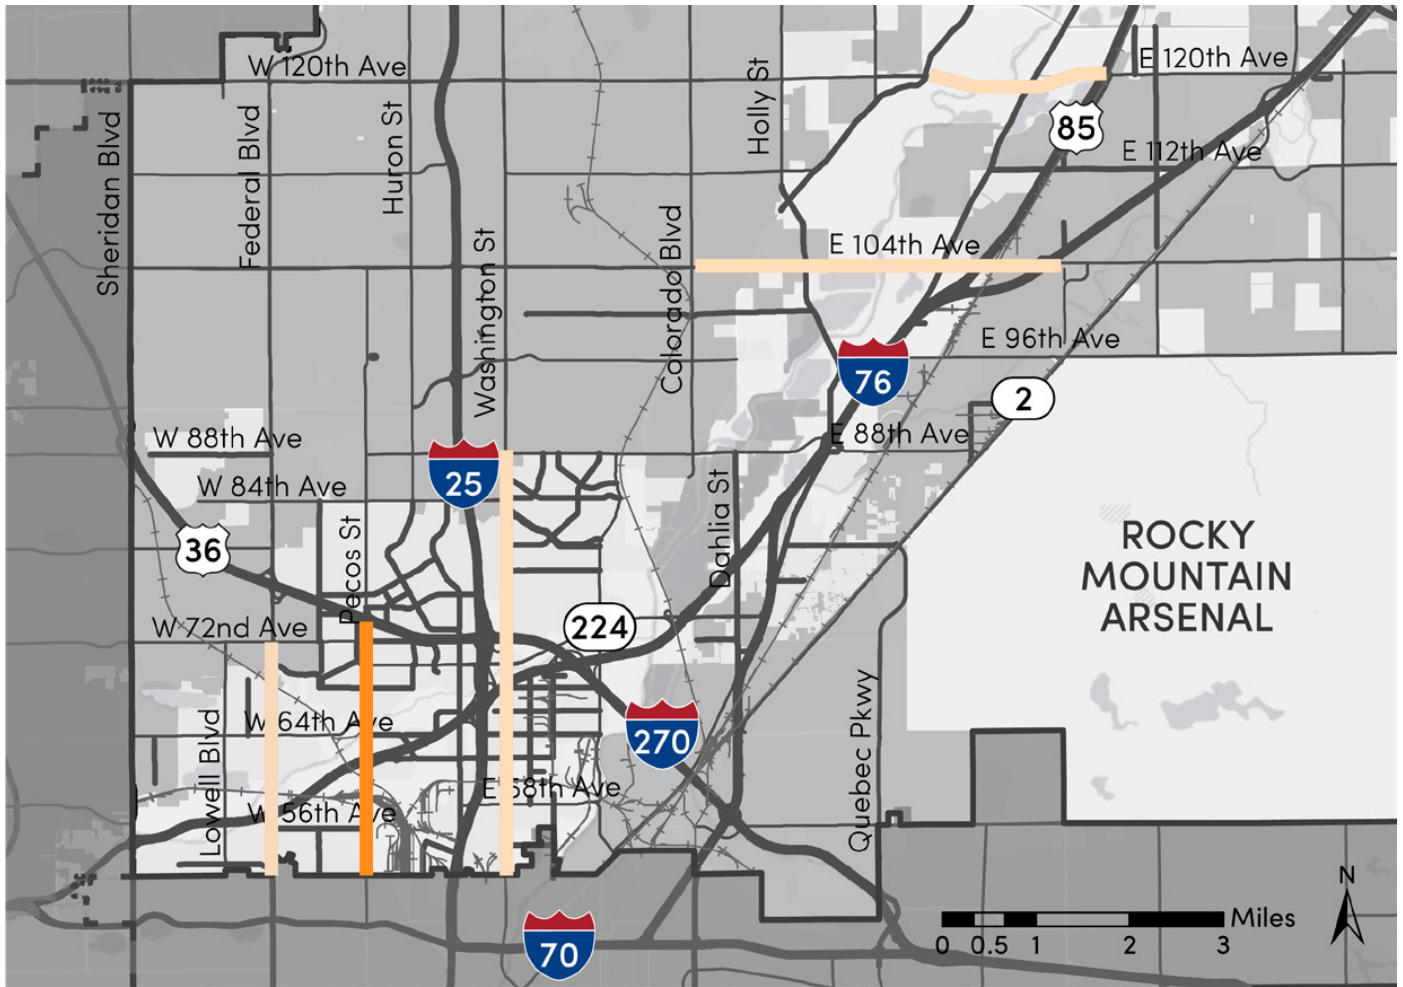 W 120th Ave
E 120th Ave
Holly St
Sheridan Blvd
Federal Blvd
Huron St
85
E 112th Ave
Washington St
Colorado Blvd
E 104th Ave
E 96th Ave
76
2
W 88th Ave
E 88th Ave
25
W 84th Ave
Dahlia St
Pecos St
36
ROCKY
MOUNTAIN
ARSENAL
W 72nd Ave
224
Lowell Blvd
W 64th Ave
270
Quebec Pkwy
E 58th Ave
W 56th Ave
70
N
Miles
0 0.5 1 2 3